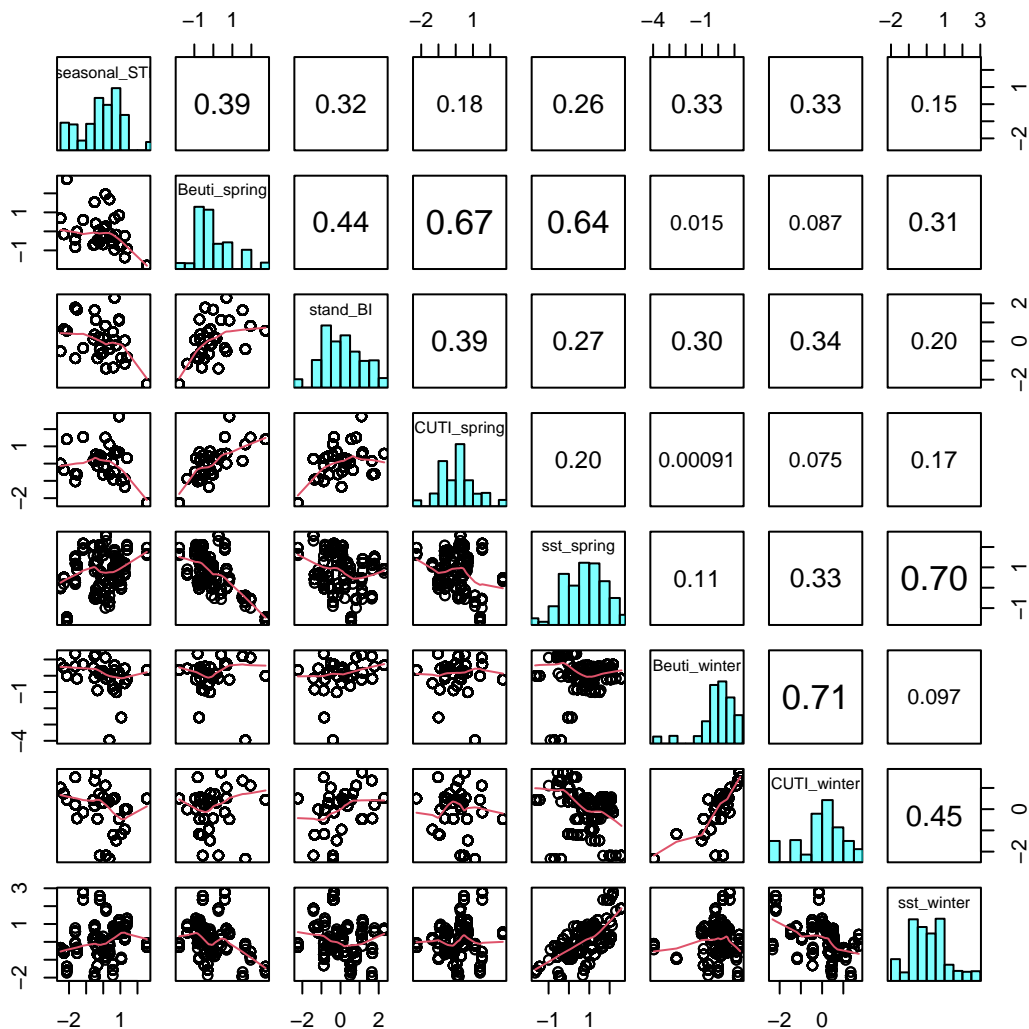 −1 1 −2 1 −4 −1 −2 1 3
seasonal_ST 0.39 0.32 0.18 0.26 0.33 0.33 0.15 −2 1
1 −1 Beuti_spring 0.44 0.67 0.64 0.015 0.087 0.31
stand_BI 0.39 0.27 0.30 0.34 0.20 −2 0 2
1 −2 CUTI_spring 0.20 0.00091 0.075 0.17
sst_spring 0.11 0.33 0.70 −1 1
−1 −4 Beuti_winter 0.71 0.097
CUTI_winter 0.45 −2 0
3 1 −2 sst_winter
−2 1 −2 0 2 −1 1 −2 0